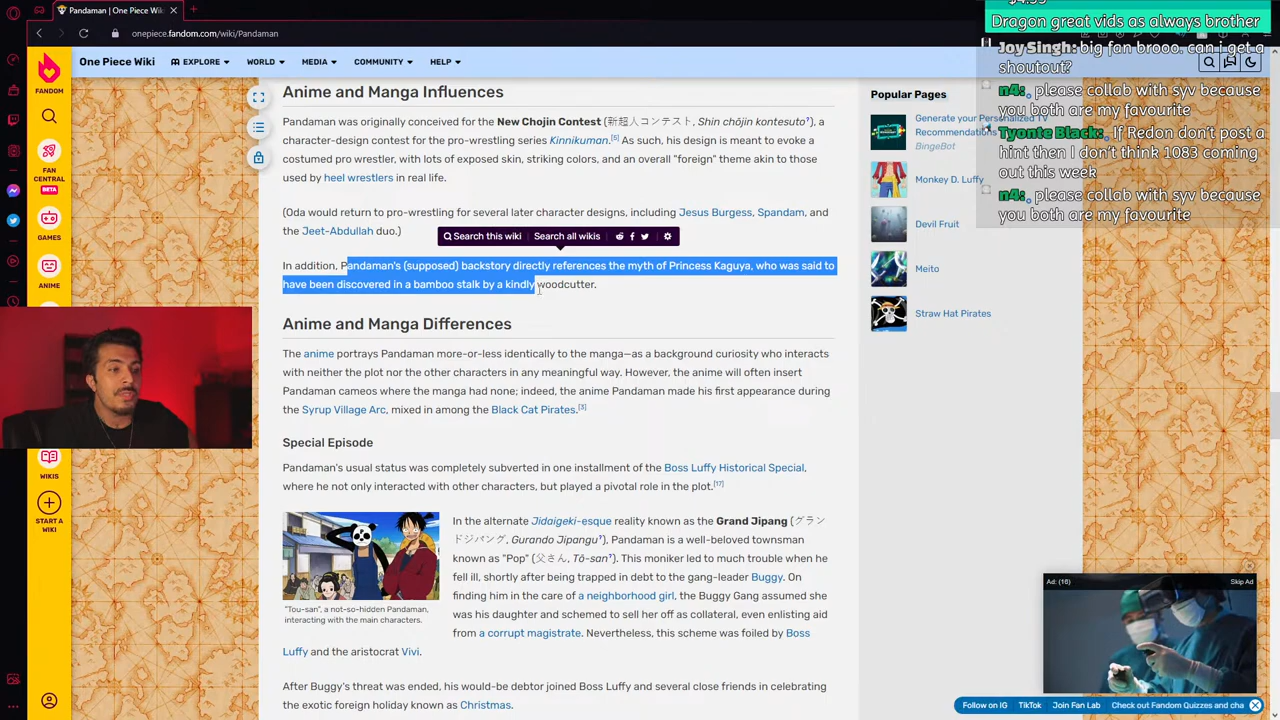 Pandaman | One Piece Wiki
onepiece.fandom.com/wiki/Pandaman
One Piece Wiki
EXPLORE
WORLD
MEDIA
COMMUNITY
HELP
FANDOM
FAN
CENTRAL
BETA
GAMES
ANIME
WIKIS
START A
WIKI
Anime and Manga Influences
Pandaman was originally conceived for the New Chojin Contest (新超人コンテスト, Shin chōjin kontesuto?), a
character-design contest for the pro-wrestling series Kinnikuman.[5] As such, his design is meant to evoke a
costumed pro wrestler, with lots of exposed skin, striking colors, and an overall "foreign" theme akin to those
used by heel wrestlers in real life.
(Oda would return to pro-wrestling for several later character designs, including Jesus Burgess, Spandam, and
the Jeet-Abdullah duo.)
Search this wiki
Search all wikis
In addition, Pandaman's (supposed) backstory directly references the myth of Princess Kaguya, who was said to
have been discovered in a bamboo stalk by a kindly woodcutter.
Anime and Manga Differences
The anime portrays Pandaman more-or-less identically to the manga—as a background curiosity who interacts
with neither the plot nor the other characters in any meaningful way. However, the anime will often insert
Pandaman cameos where the manga had none; indeed, the anime Pandaman made his first appearance during
the Syrup Village Arc, mixed in among the Black Cat Pirates.[3]
Special Episode
Pandaman's usual status was completely subverted in one installment of the Boss Luffy Historical Special,
where he not only interacted with other characters, but played a pivotal role in the plot.[17]
In the alternate Jidaigeki-esque reality known as the Grand Jipang (グラン
ドジパング, Gurando Jipangu?), Pandaman is a well-beloved townsman
known as "Pop" (父さん, Tō-san?). This moniker led to much trouble when he
fell ill, shortly after being trapped in debt to the gang-leader Buggy. On
finding him in the care of a neighborhood girl, the Buggy Gang assumed she
was his daughter and schemed to sell her off as collateral, even enlisting aid
from a corrupt magistrate. Nevertheless, this scheme was foiled by Boss
Luffy and the aristocrat Vivi.
"Tou-san", a not-so-hidden Pandaman,
interacting with the main characters.
After Buggy's threat was ended, his would-be debtor joined Boss Luffy and several close friends in celebrating
the exotic foreign holiday known as Christmas.
Popular Pages
Generate your Personalized TV
Recommendations
BingeBot
Monkey D. Luffy
Devil Fruit
Meito
Straw Hat Pirates
$4.99
Dragon great vids as always brother
Joy Singh: big fan brooo. can i get a
shoutout?
n4: please collab with syv because
you both are my favourite
Tyonte Black: If Redon don't post a
hint then I don't think 1083 coming
out this week
n4: please collab with syv because
you both are my favourite
Ad: (16)
Skip Ad
Follow on IG
TikTok
Join Fan Lab
Check out Fandom Quizzes and cha